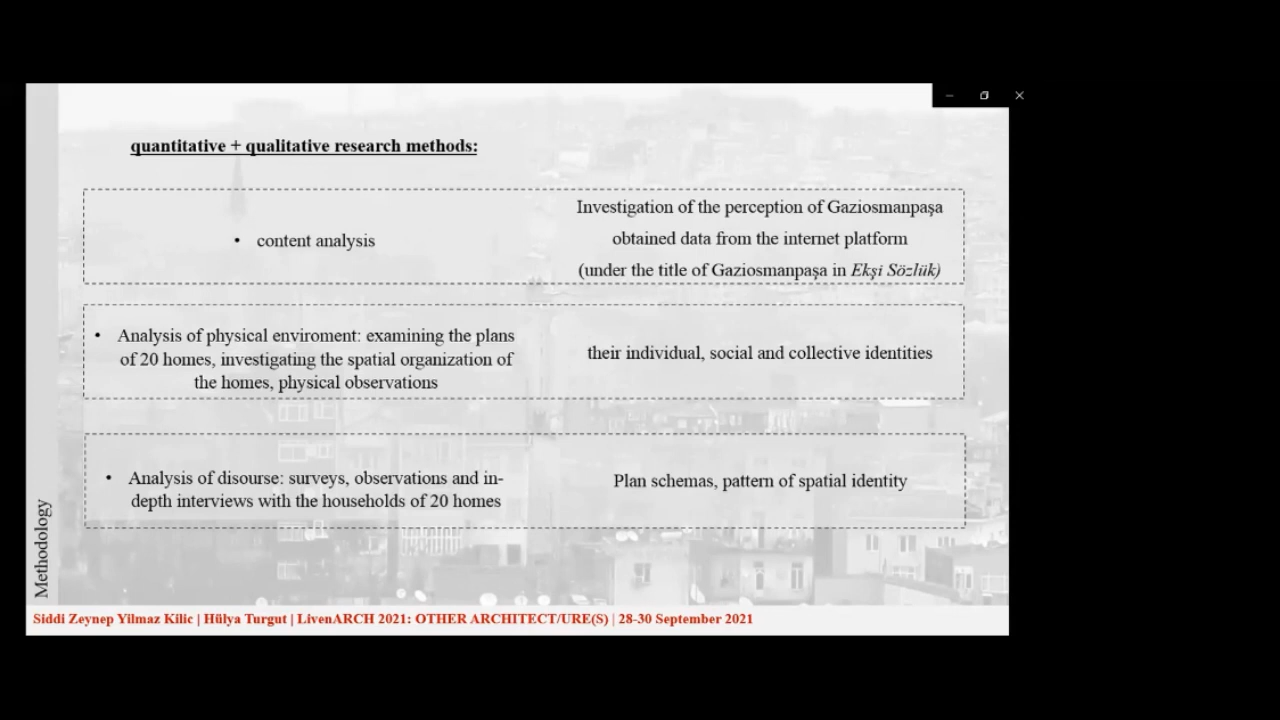 quantitative + qualitative research methods:
• content analysis
Investigation of the perception of Gaziosmanpaşa
obtained data from the internet platform
(under the title of Gaziosmanpaşa in Ekşi Sözlük)
• Analysis of physical enviroment: examining the plans
of 20 homes, investigating the spatial organization of
the homes, physical observations
their individual, social and collective identities
• Analysis of disourse: surveys, observations and in-
depth interviews with the households of 20 homes
Plan schemas, pattern of spatial identity
Methodology
Siddi Zeynep Yilmaz Kilic | Hülya Turgut | LivenARCH 2021: OTHER ARCHITECT/URE(S) | 28-30 September 2021